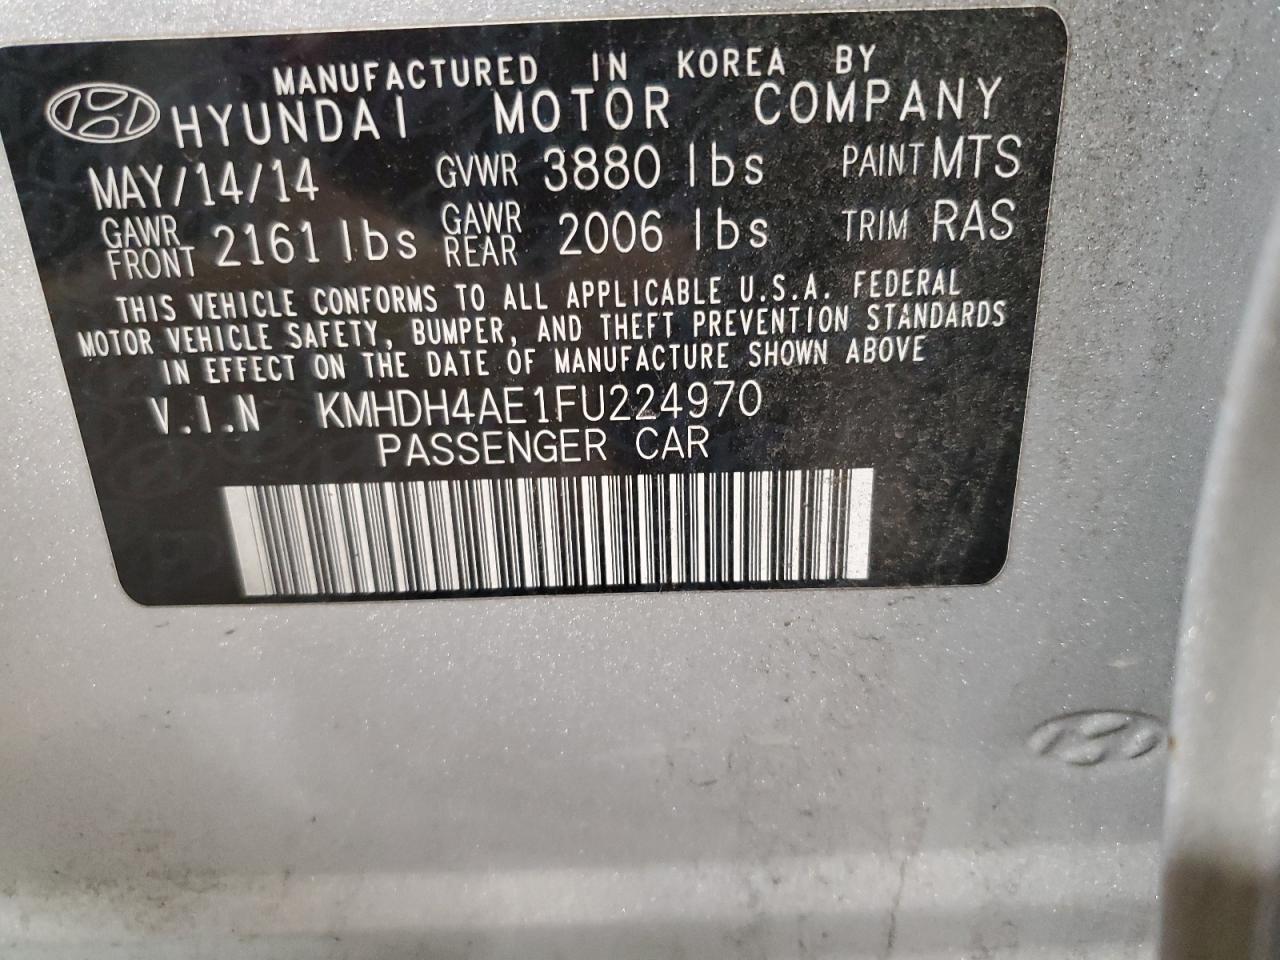 MANUFACTURED IN KOREA BY
HYUNDAI MOTOR COMPANY
MAY/14/14 GVWR 3880 lbs PAINT MTS
GAWR FRONT 2161 lbs GAWR REAR 2006 lbs TRIM RAS
THIS VEHICLE CONFORMS TO ALL APPLICABLE U.S.A. FEDERAL
MOTOR VEHICLE SAFETY, BUMPER, AND THEFT PREVENTION STANDARDS
IN EFFECT ON THE DATE OF MANUFACTURE SHOWN ABOVE
V.I.N KMHDH4AE1FU224970
PASSENGER CAR